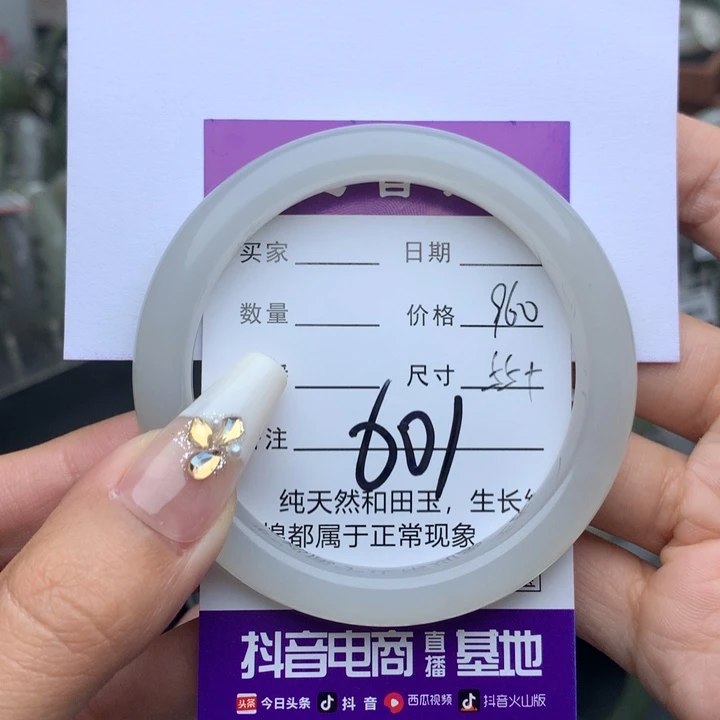 买家 日期
数量 价格 960
尺寸 55+
注 601
纯天然和田玉，生长
棉都属于正常现象
抖音电商直播基地
头条 今日头条 抖音 西瓜视频 抖音火山版